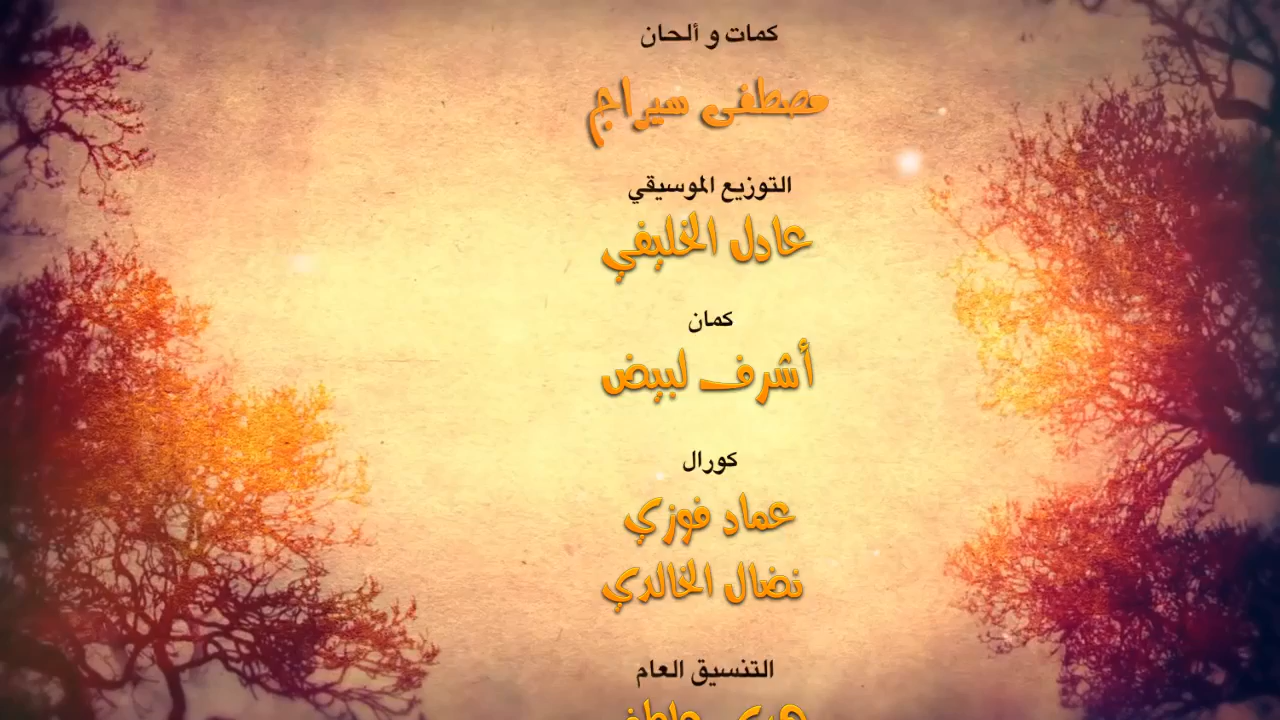 كمات و ألحان
مصطفى سيراج
التوزيع الموسيقي
عادل الخليفي
كمان
أشرف لبيض
كورال
عماد فوزي
نضال الخالدي
التنسيق العام